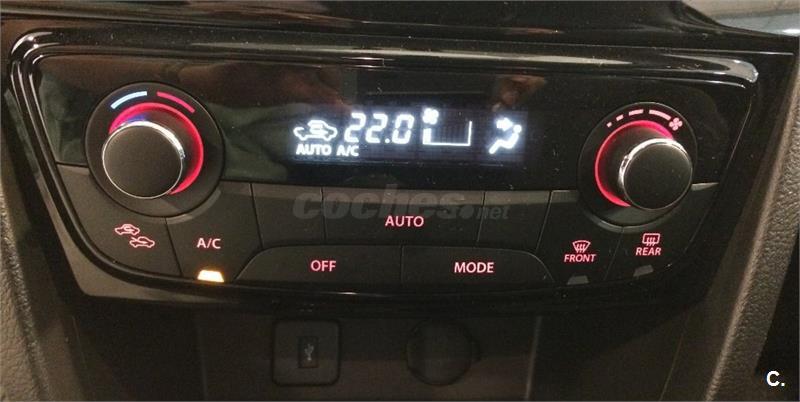 22.0
AUTO A/C
coches.net
AUTO
A/C
OFF
MODE
FRONT
REAR
C.